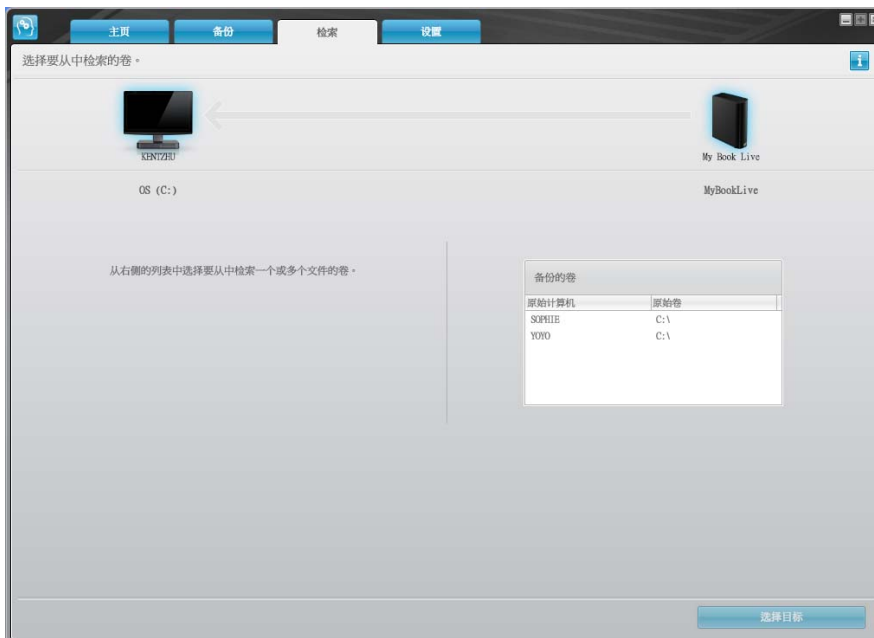 主页 备份 检索 设置
选择要从中检索的卷。
KENTZHU My Book Live
OS (C:) MyBookLive
从右侧的列表中选择要从中检索一个或多个文件的卷。
备份的卷
原始计算机 原始卷
SOPHIE C:\
YOYO C:\
选择目标